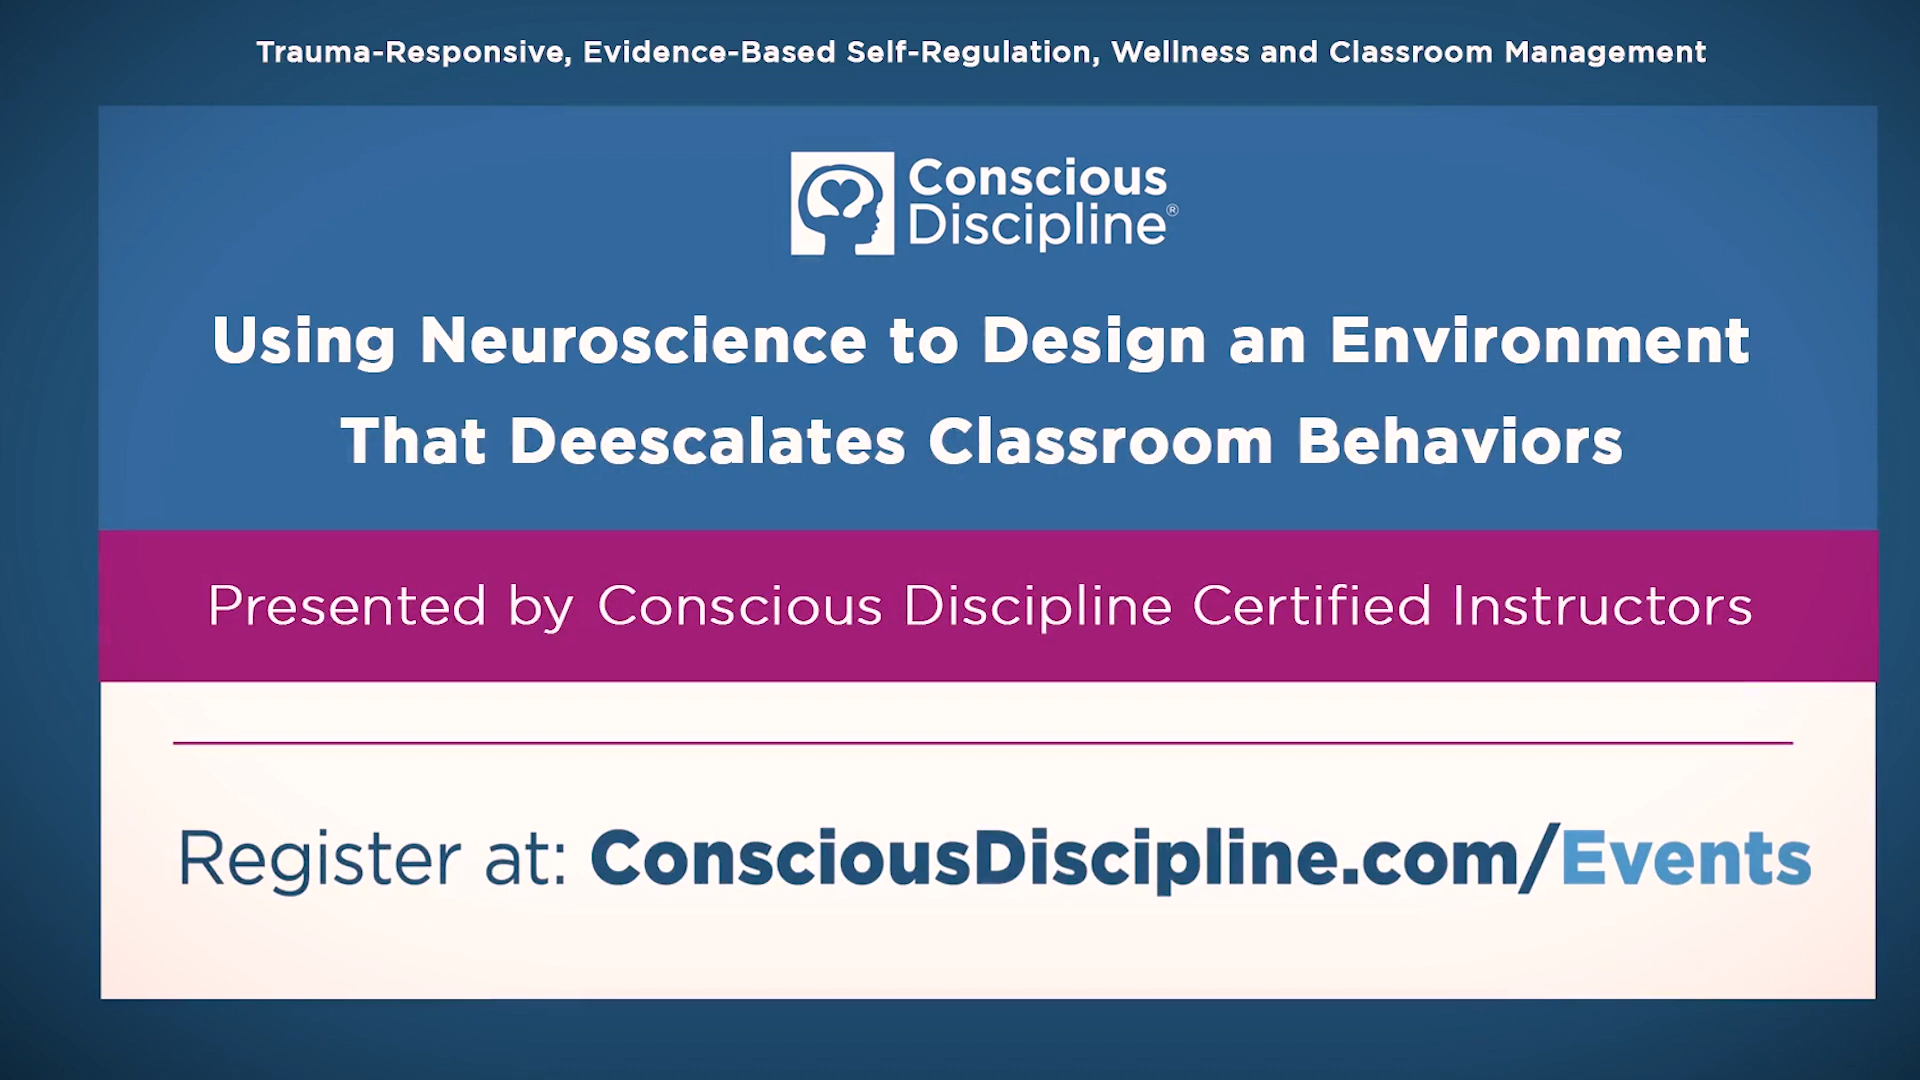 Trauma-Responsive, Evidence-Based Self-Regulation, Wellness and Classroom Management
Conscious
Discipline®
Using Neuroscience to Design an Environment
That Deescalates Classroom Behaviors
Presented by Conscious Discipline Certified Instructors
Register at: ConsciousDiscipline.com/Events